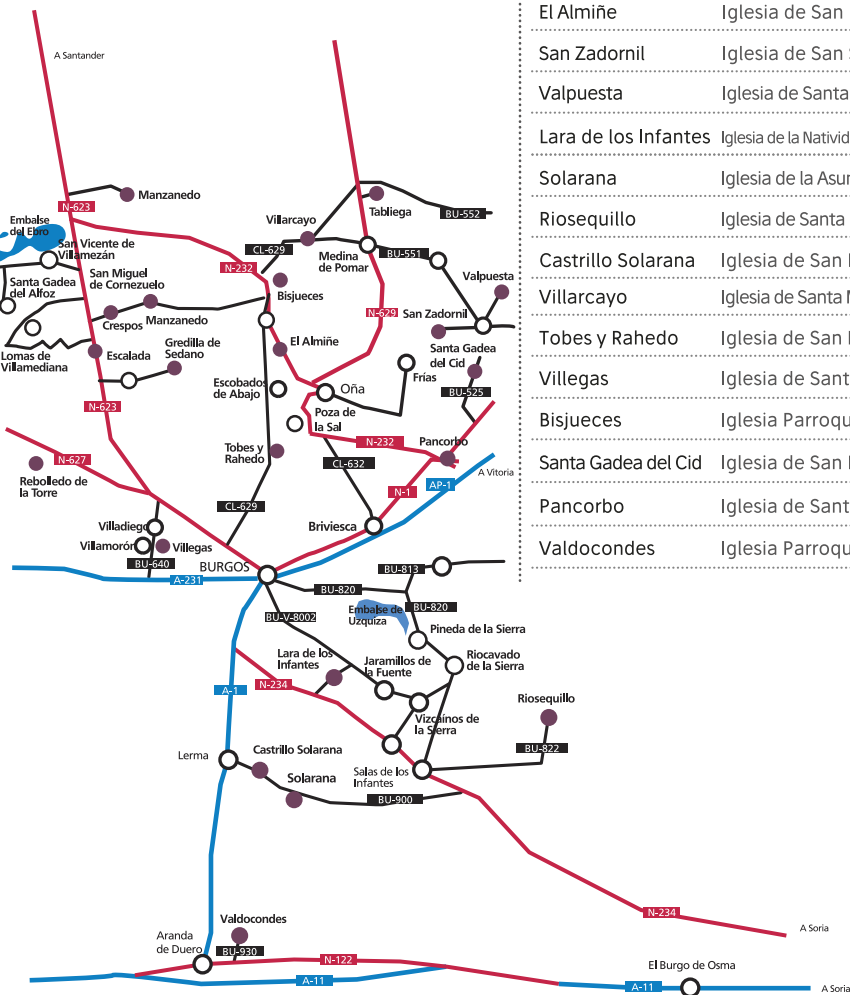 A Santander
Manzanedo
N-623
Embalse
del Ebro
San Vicente de
Villamezán
Santa Gadea
del Alfoz
San Miguel
de Cornezuelo
Crespos
Manzanedo
Lomas de
Villamediana
Escalada
Gredilla de
Sedano
N-623
N-627
Rebolledo de
la Torre
Villadiego
Villamorón
Villegas
BU-640
A-231
BURGOS
Villarcayo
CL-629
N-232
Tabliega
BU-552
Medina
de Pomar
BU-551
Bisjueces
N-629
Valpuesta
San Zadornil
El Almiñe
Santa Gadea
del Cid
BU-525
Escobados
de Abajo
Oña
Frías
Poza de
la Sal
Tobes y
Rahedo
N-232
Pancorbo
CL-632
A Vitoria
N-1
AP-1
CL-629
Briviesca
BU-813
BU-820
BU-820
BU-V-8002
Embalse de
Uzquiza
Pineda de la Sierra
Lara de los
Infantes
Jaramillos de
la Fuente
Riocavado
de la Sierra
N-234
A-1
Vizcaínos de
la Sierra
Riosequillo
BU-822
Lerma
Castrillo Solarana
Solarana
Salas de los
Infantes
BU-900
N-234
A Soria
Valdocondes
Aranda
de Duero
BU-930
N-122
A-11
El Burgo de Osma
A-11
A Soria
El Almiñe Iglesia de San
San Zadornil Iglesia de San
Valpuesta Iglesia de Santa
Lara de los Infantes Iglesia de la Nativid
Solarana Iglesia de la Asu
Riosequillo Iglesia de Santa
Castrillo Solarana Iglesia de San
Villarcayo Iglesia de Santa
Tobes y Rahedo Iglesia de San
Villegas Iglesia de Sant
Bisjueces Iglesia Parroqu
Santa Gadea del Cid Iglesia de San
Pancorbo Iglesia de Sant
Valdocondes Iglesia Parroqu